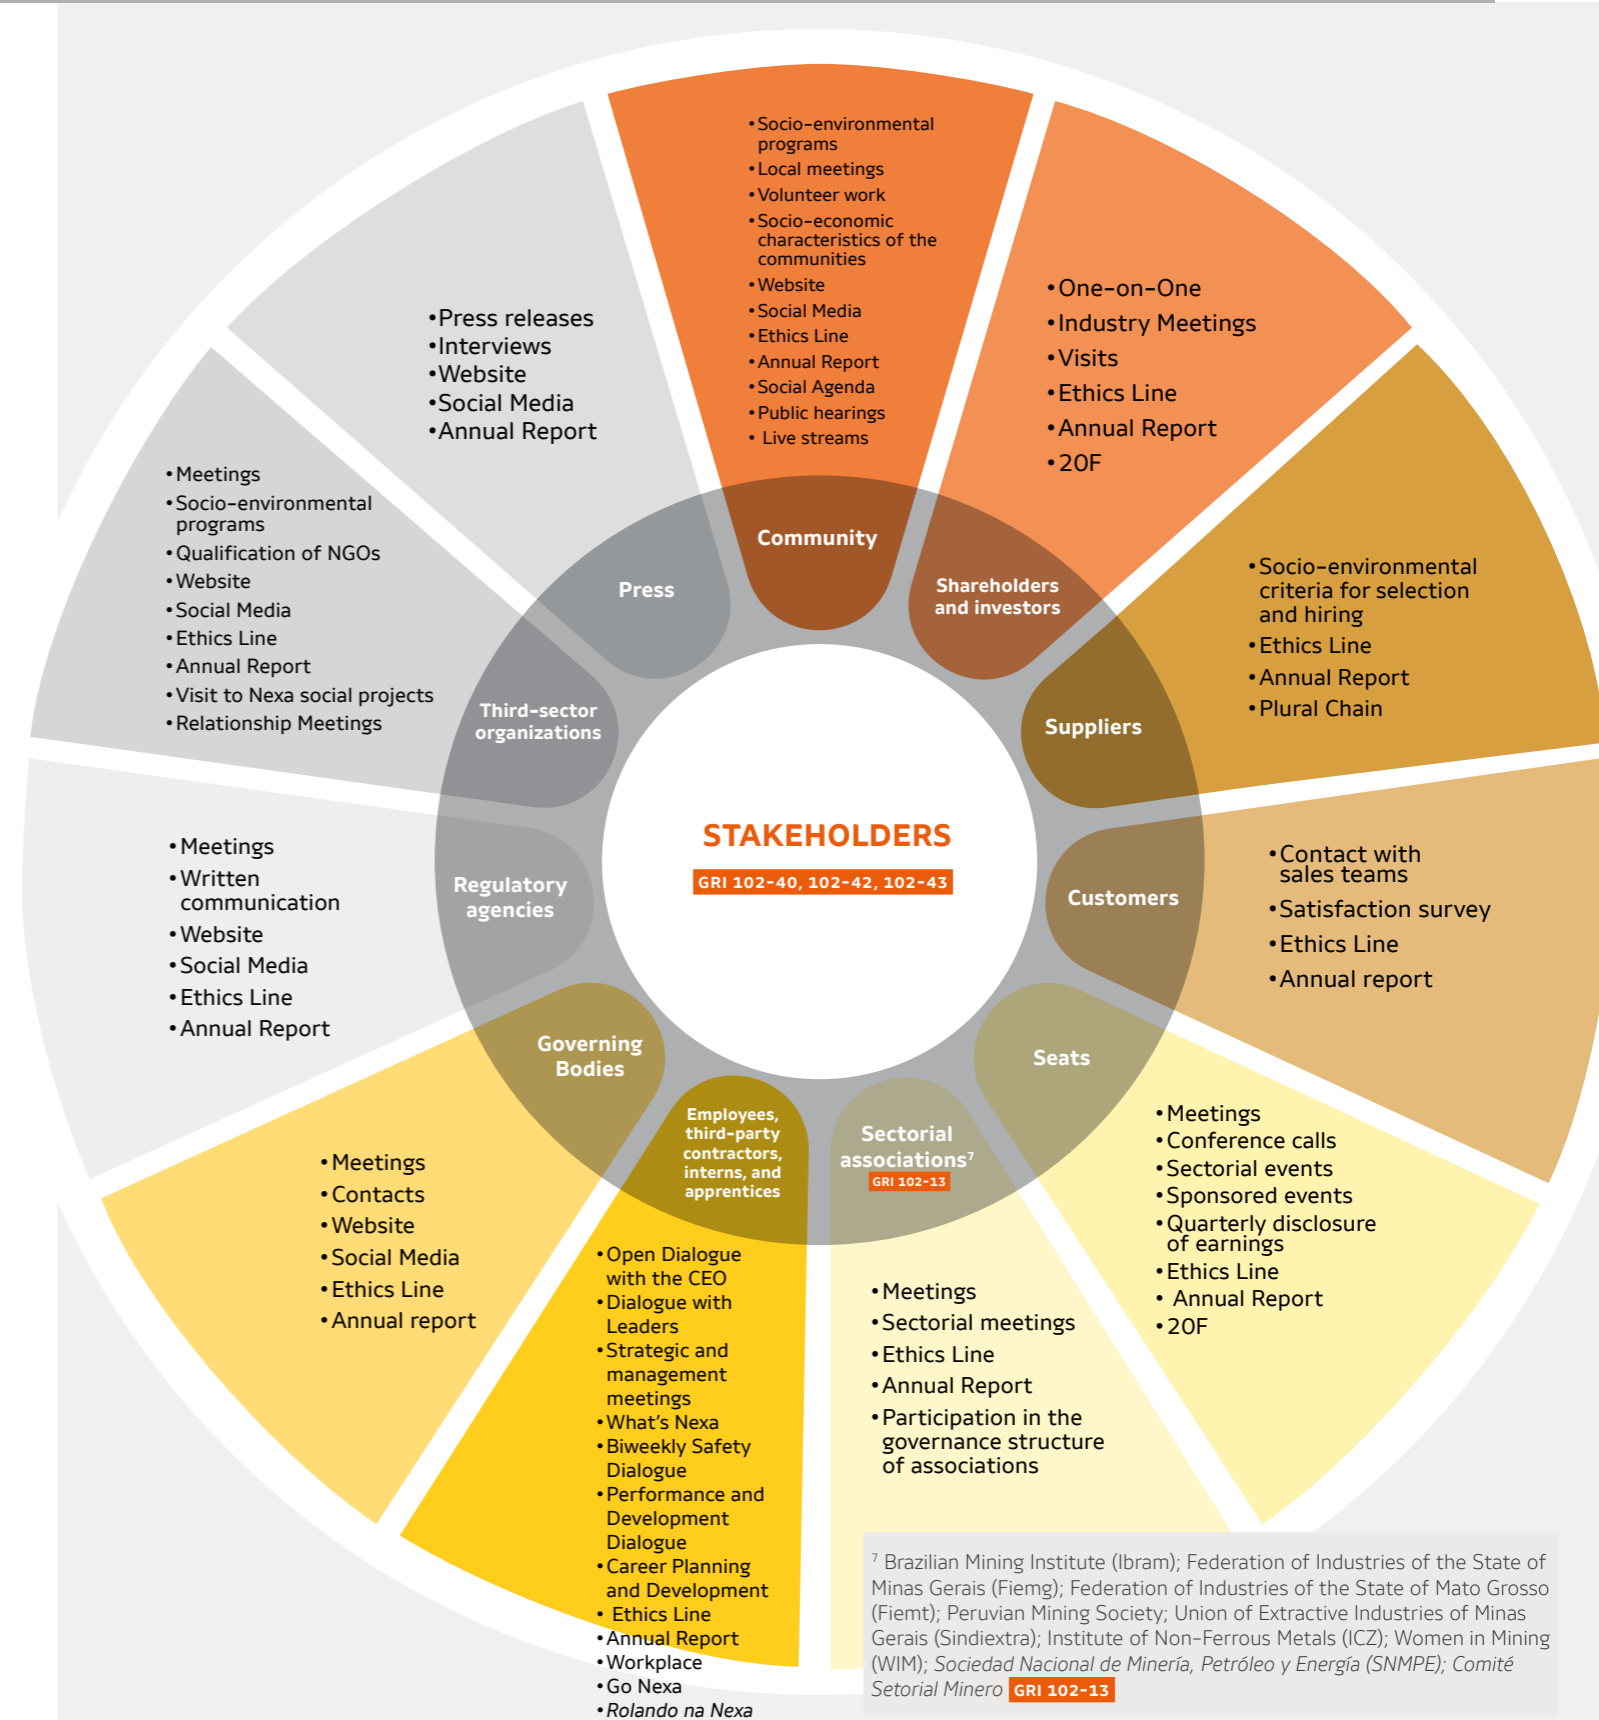 •Socio-environmental
programs
•Local meetings
•Volunteer work
•Socio-economic
characteristics of the
communities
•Website
•Social Media
•Ethics Line
•Annual Report
•Social Agenda
•Public hearings
• Live streams
Community
•One-on-One
•Industry Meetings
•Visits
•Ethics Line
•Annual Report
•20F
Shareholders
and investors
•Socio-environmental
criteria for selection
and hiring
•Ethics Line
•Annual Report
•Plural Chain
Suppliers
•Contact with
sales teams
•Satisfaction survey
•Ethics Line
•Annual report
Customers
•Meetings
•Conference calls
•Sectorial events
•Sponsored events
•Quarterly disclosure
of earnings
•Ethics Line
• Annual Report
•20F
Seats
Sectorial
associations⁷
GRI 102-13
•Meetings
•Sectorial meetings
•Ethics Line
•Annual Report
•Participation in the
governance structure
of associations
Employees,
third-party
contractors,
interns, and
apprentices
•Open Dialogue
with the CEO
•Dialogue with
Leaders
•Strategic and
management
meetings
•What's Nexa
•Biweekly Safety
Dialogue
•Performance and
Development
Dialogue
•Career Planning
and Development
• Ethics Line
•Annual Report
•Workplace
•Go Nexa
•Rolando na Nexa
Governing
Bodies
•Meetings
•Contacts
•Website
•Social Media
•Ethics Line
•Annual report
Regulatory
agencies
•Meetings
•Written
communication
•Website
•Social Media
•Ethics Line
•Annual Report
Third-sector
organizations
•Meetings
•Socio-environmental
programs
•Qualification of NGOs
•Website
•Social Media
•Ethics Line
•Annual Report
•Visit to Nexa social projects
•Relationship Meetings
Press
•Press releases
•Interviews
•Website
•Social Media
•Annual Report
STAKEHOLDERS
GRI 102-40, 102-42, 102-43
⁷ Brazilian Mining Institute (Ibram); Federation of Industries of the State of
Minas Gerais (Fiemg); Federation of Industries of the State of Mato Grosso
(Fiemt); Peruvian Mining Society; Union of Extractive Industries of Minas
Gerais (Sindiextra); Institute of Non-Ferrous Metals (ICZ); Women in Mining
(WIM); Sociedad Nacional de Minería, Petróleo y Energía (SNMPE); Comité
Setorial Minero GRI 102-13